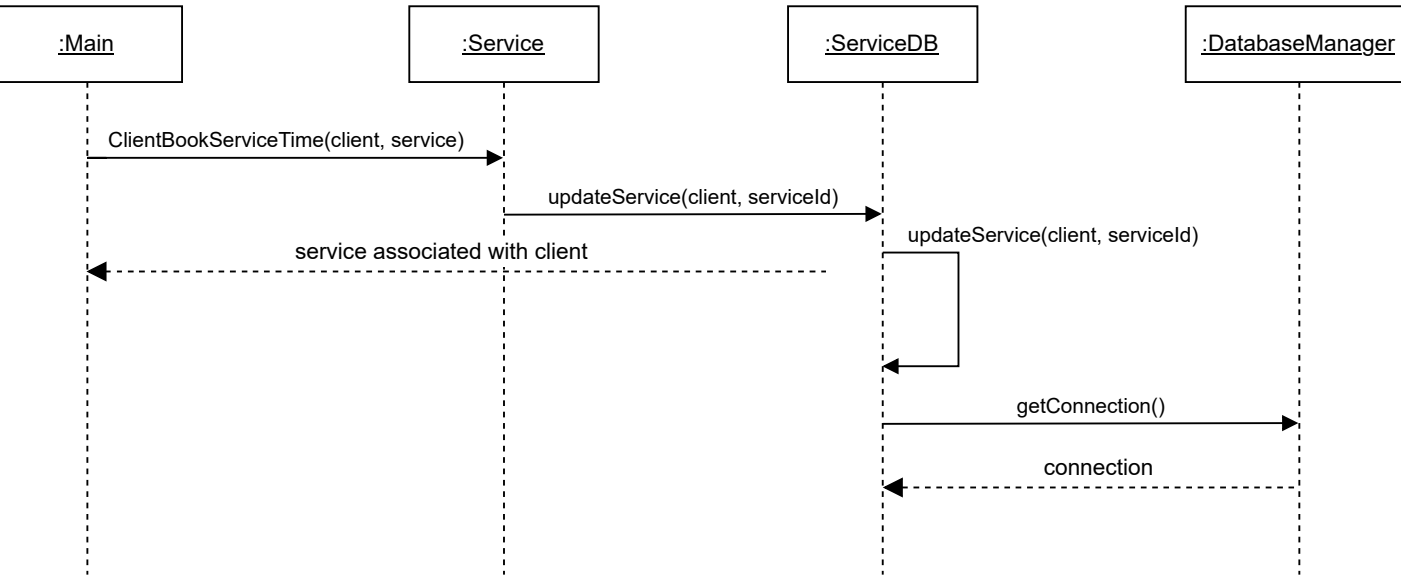 :Main
:Service
:ServiceDB
:DatabaseManager
ClientBookServiceTime(client, service)
updateService(client, serviceId)
updateService(client, serviceId)
service associated with client
getConnection()
connection